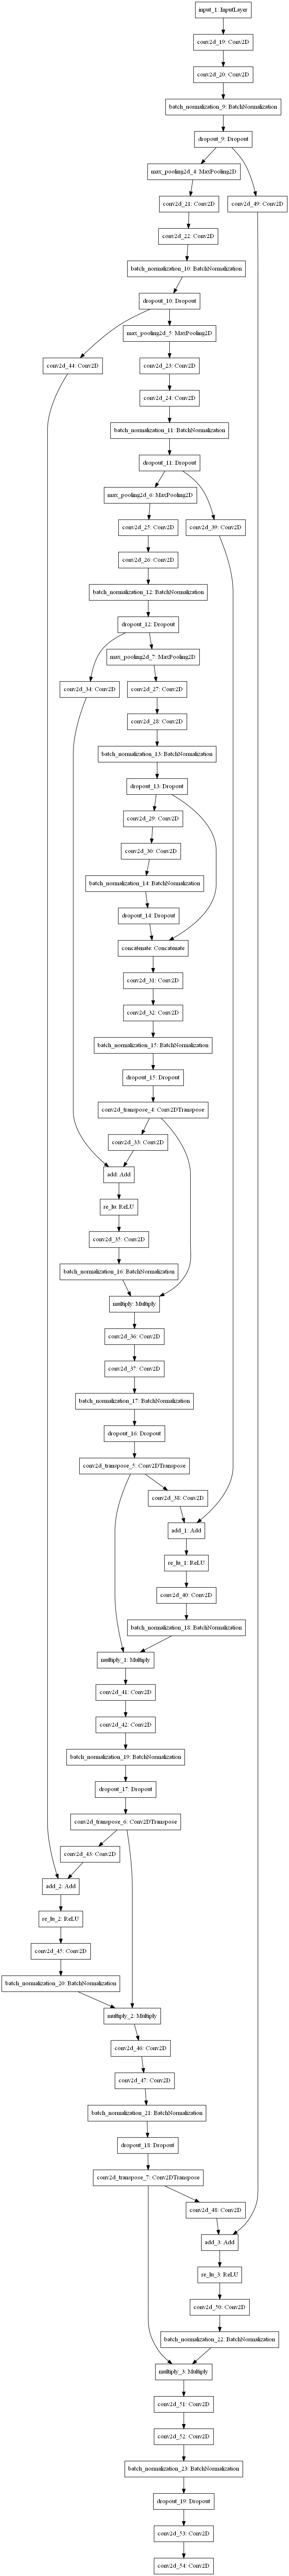 input_1: InputLayer
conv2d_19: Conv2D
conv2d_20: Conv2D
batch_normalization_9: BatchNormalization
dropout_9: Dropout
max_pooling2d_4: MaxPooling2D
conv2d_21: Conv2D
conv2d_49: Conv2D
conv2d_22: Conv2D
batch_normalization_10: BatchNormalization
dropout_10: Dropout
max_pooling2d_5: MaxPooling2D
conv2d_44: Conv2D
conv2d_23: Conv2D
conv2d_24: Conv2D
batch_normalization_11: BatchNormalization
dropout_11: Dropout
max_pooling2d_6: MaxPooling2D
conv2d_25: Conv2D
conv2d_39: Conv2D
conv2d_26: Conv2D
batch_normalization_12: BatchNormalization
dropout_12: Dropout
max_pooling2d_7: MaxPooling2D
conv2d_34: Conv2D
conv2d_27: Conv2D
conv2d_28: Conv2D
batch_normalization_13: BatchNormalization
dropout_13: Dropout
conv2d_29: Conv2D
conv2d_30: Conv2D
batch_normalization_14: BatchNormalization
dropout_14: Dropout
concatenate: Concatenate
conv2d_31: Conv2D
conv2d_32: Conv2D
batch_normalization_15: BatchNormalization
dropout_15: Dropout
conv2d_transpose_4: Conv2DTranspose
conv2d_33: Conv2D
add: Add
re_lu: ReLU
conv2d_35: Conv2D
batch_normalization_16: BatchNormalization
multiply: Multiply
conv2d_36: Conv2D
conv2d_37: Conv2D
batch_normalization_17: BatchNormalization
dropout_16: Dropout
conv2d_transpose_5: Conv2DTranspose
conv2d_38: Conv2D
add_1: Add
re_lu_1: ReLU
conv2d_40: Conv2D
batch_normalization_18: BatchNormalization
multiply_1: Multiply
conv2d_41: Conv2D
conv2d_42: Conv2D
batch_normalization_19: BatchNormalization
dropout_17: Dropout
conv2d_transpose_6: Conv2DTranspose
conv2d_43: Conv2D
add_2: Add
re_lu_2: ReLU
conv2d_45: Conv2D
batch_normalization_20: BatchNormalization
multiply_2: Multiply
conv2d_46: Conv2D
conv2d_47: Conv2D
batch_normalization_21: BatchNormalization
dropout_18: Dropout
conv2d_transpose_7: Conv2DTranspose
conv2d_48: Conv2D
add_3: Add
re_lu_3: ReLU
conv2d_50: Conv2D
batch_normalization_22: BatchNormalization
multiply_3: Multiply
conv2d_51: Conv2D
conv2d_52: Conv2D
batch_normalization_23: BatchNormalization
dropout_19: Dropout
conv2d_53: Conv2D
conv2d_54: Conv2D